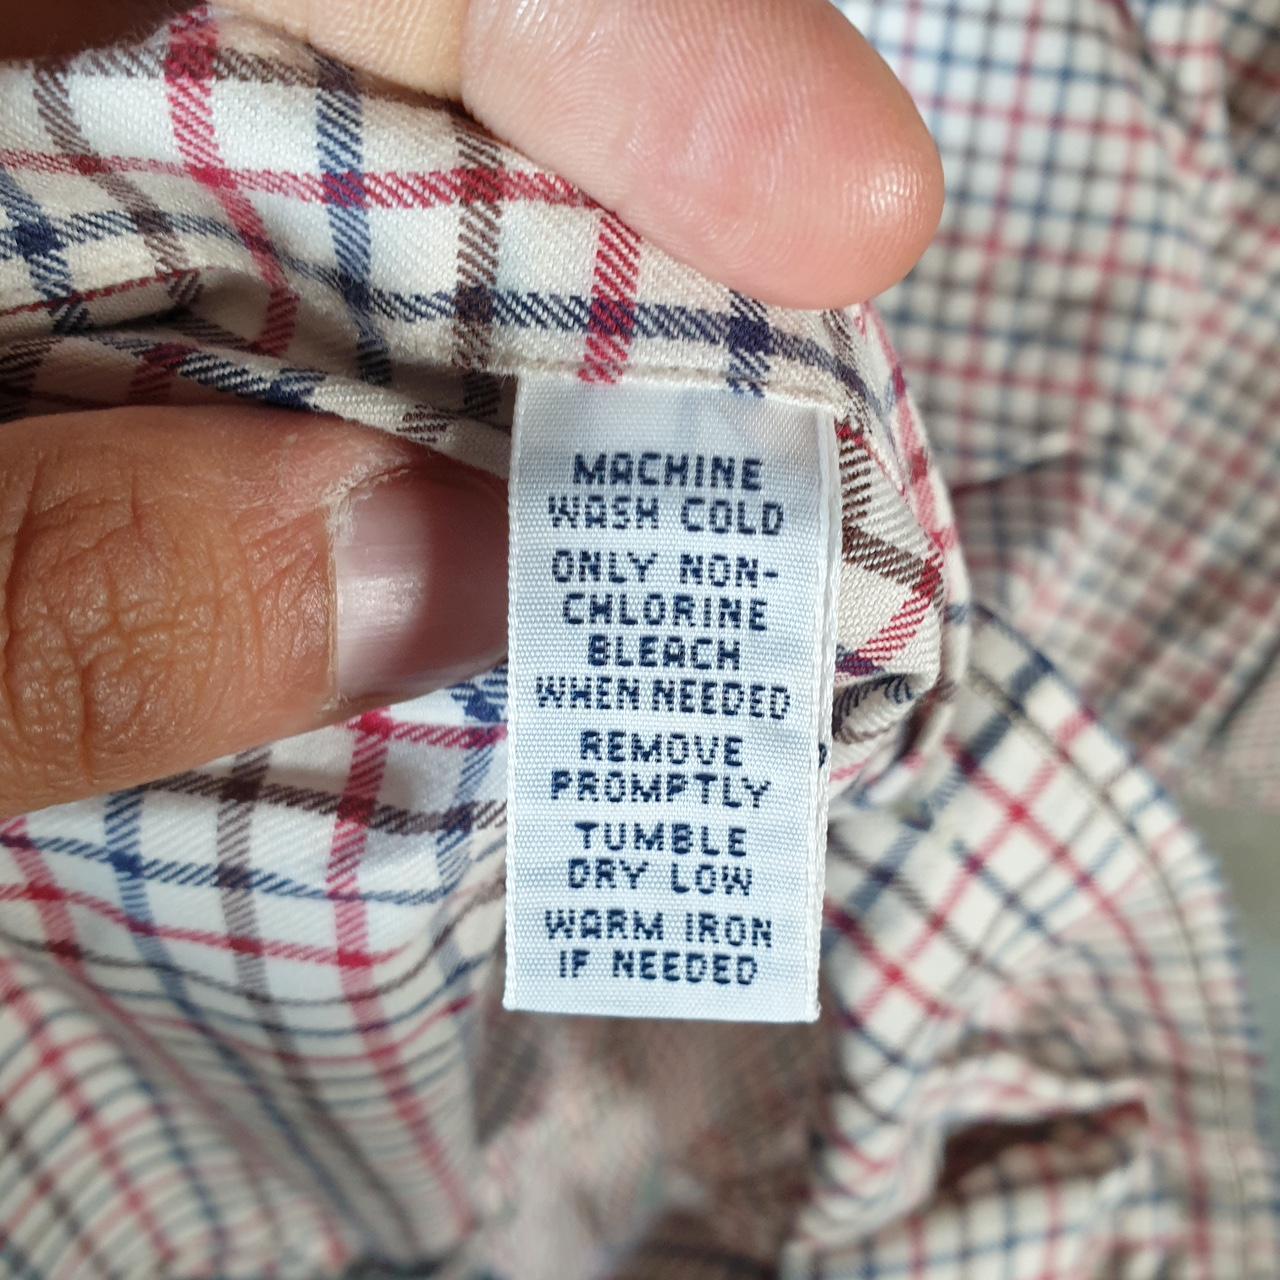 MACHINE
WASH COLD
ONLY NON-
CHLORINE
BLEACH
WHEN NEEDED
REMOVE
PROMPTLY
TUMBLE
DRY LOW
WARM IRON
IF NEEDED